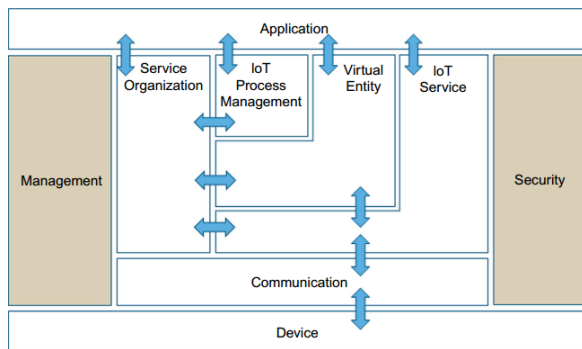 Application
Service
Organization
IoT
Process
Management
Virtual
Entity
IoT
Service
Management
Security
Communication
Device